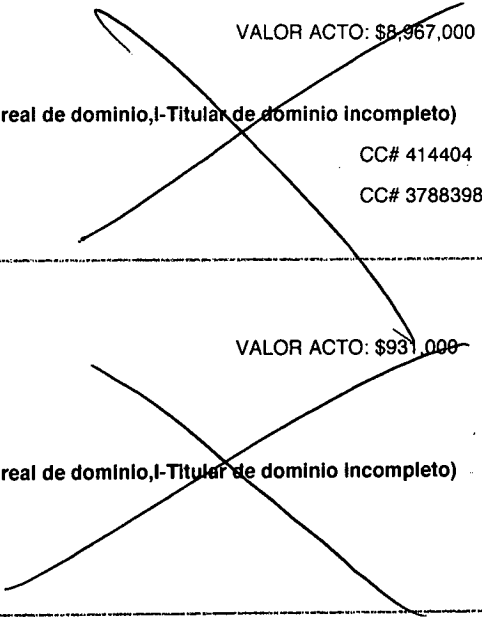 VALOR ACTO: $8,967,000
real de dominio,I-Titular de dominio incompleto)
CC# 414404
CC# 3788398
VALOR ACTO: $931,000
real de dominio,I-Titular de dominio incompleto)